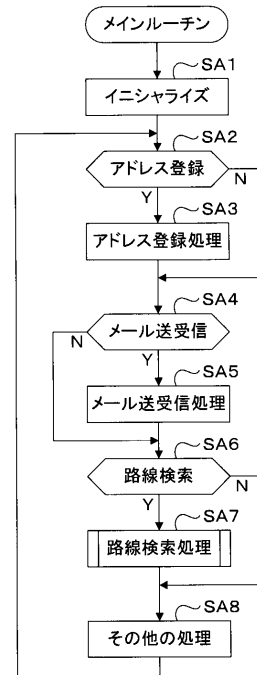 メインルーチン
SA1
イニシャライズ
SA2
アドレス登録
N
Y
SA3
アドレス登録処理
SA4
メール送受信
N
Y
SA5
メール送受信処理
SA6
路線検索
N
Y
SA7
路線検索処理
SA8
その他の処理